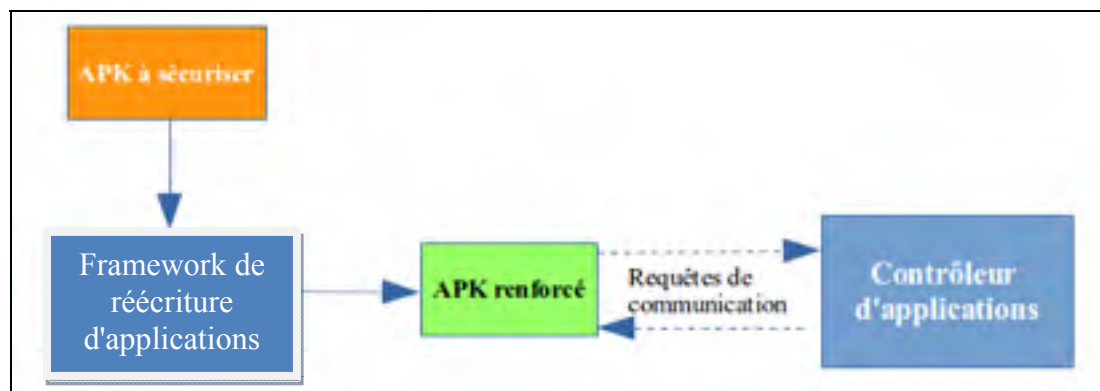 APK à sécuriser
Framework de
réécriture
d'applications
APK renforcé
Requêtes de
communication
Contrôleur
d'applications